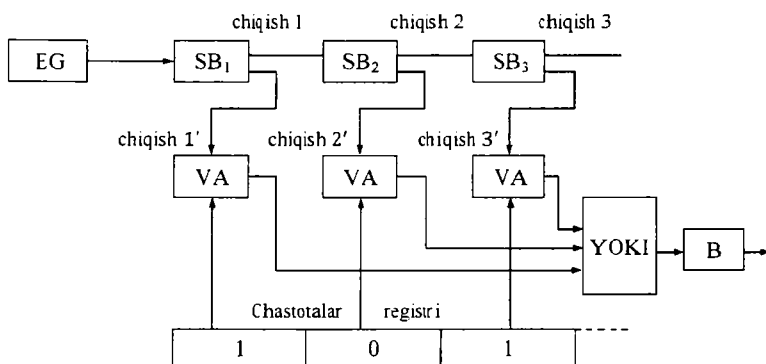 chiqish 1 chiqish 2 chiqish 3
EG SB₁ SB₂ SB₃
chiqish 1′ chiqish 2′ chiqish 3′
VA VA VA
YOKI B
Chastotalar registri
1 0 1